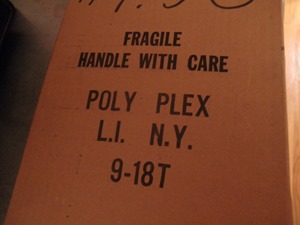 FRAGILE
HANDLE WITH CARE
POLY PLEX
L.I. N.Y.
9-18T